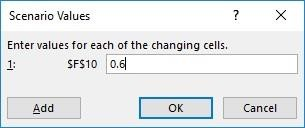 Scenario Values
Enter values for each of the changing cells.
1: $F$10 0.6
Add OK Cancel